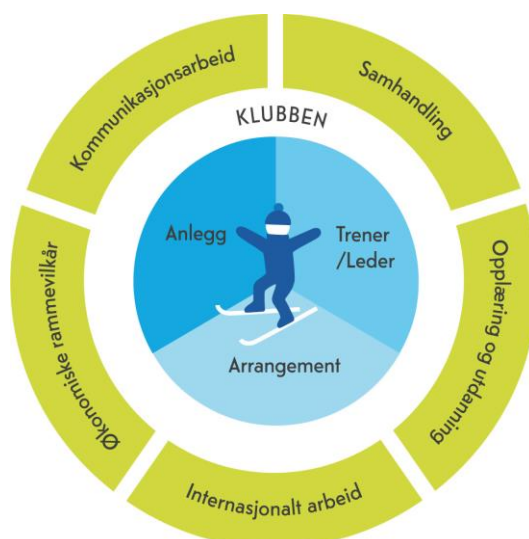 Kommunikasjonsarbeid
Samhandling
KLUBBEN
Anlegg
Trener
/Leder
Arrangement
Økonomiske rammevilkår
Opplæring og utdanning
Internasjonalt arbeid